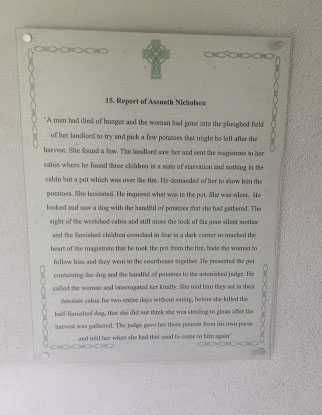 15. Report of Asenath Nicholson
"A man had died of hunger and the woman had gone into the ploughed field
of her landlord to try and pick a few potatoes that might be left after the
harvest. She found a few. The landlord saw her and sent the magistrate to her
cabin where he found three children in a state of starvation and nothing in the
cabin but a pot which was over the fire. He demanded of her to show him the
potatoes. She hesitated. He inquired what was in the pot. She was silent. He
looked and saw a dog with the handful of potatoes that she had gathered. The
sight of the wretched cabin and still more the look of the poor silent mother
and the famished children crouched in fear in a dark corner so touched the
heart of the magistrate that he took the pot from the fire, bade the woman to
follow him and they went to the courthouse together. He presented the pot
containing the dog and the handful of potatoes to the astonished judge. He
called the woman and interrogated her kindly. She told him they sat in their
desolate cabin for two entire days without eating, before she killed the
half-famished dog, that she did not think she was stealing to glean after the
harvest was gathered. The judge gave her three pounds from his own purse
and told her when she had that used to come to him again'